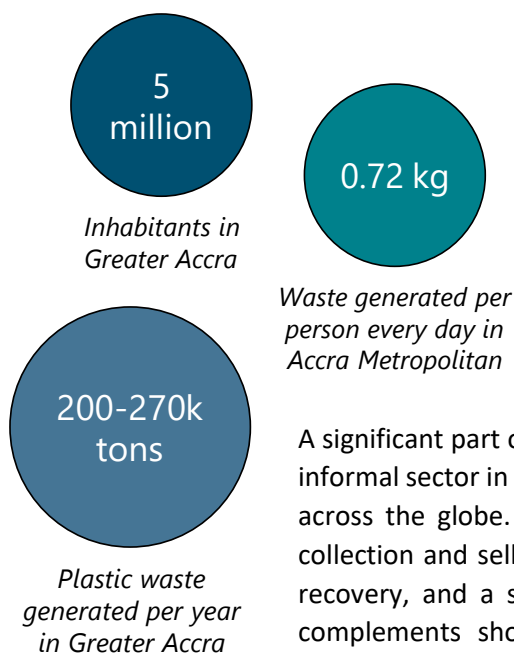 5
million
Inhabitants in
Greater Accra
0.72 kg
Waste generated per
person every day in
Accra Metropolitan
200-270k
tons
Plastic waste
generated per year
in Greater Accra
A significant part
informal sector in
across the globe.
collection and
recovery, and a
complements